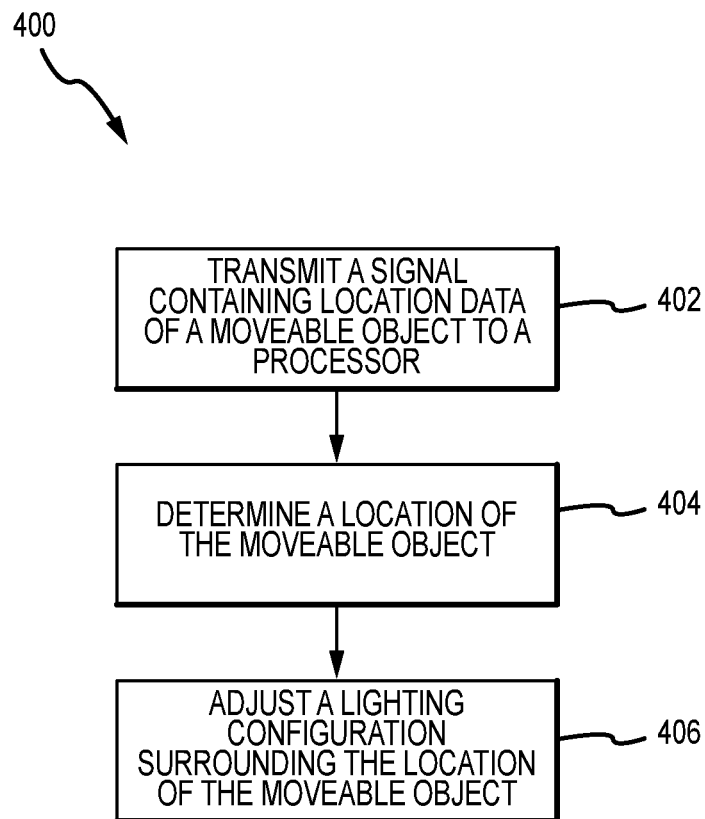 400
TRANSMIT A SIGNAL
CONTAINING LOCATION DATA
OF A MOVEABLE OBJECT TO A
PROCESSOR
402
DETERMINE A LOCATION OF
THE MOVEABLE OBJECT
404
ADJUST A LIGHTING
CONFIGURATION
SURROUNDING THE LOCATION
OF THE MOVEABLE OBJECT
406